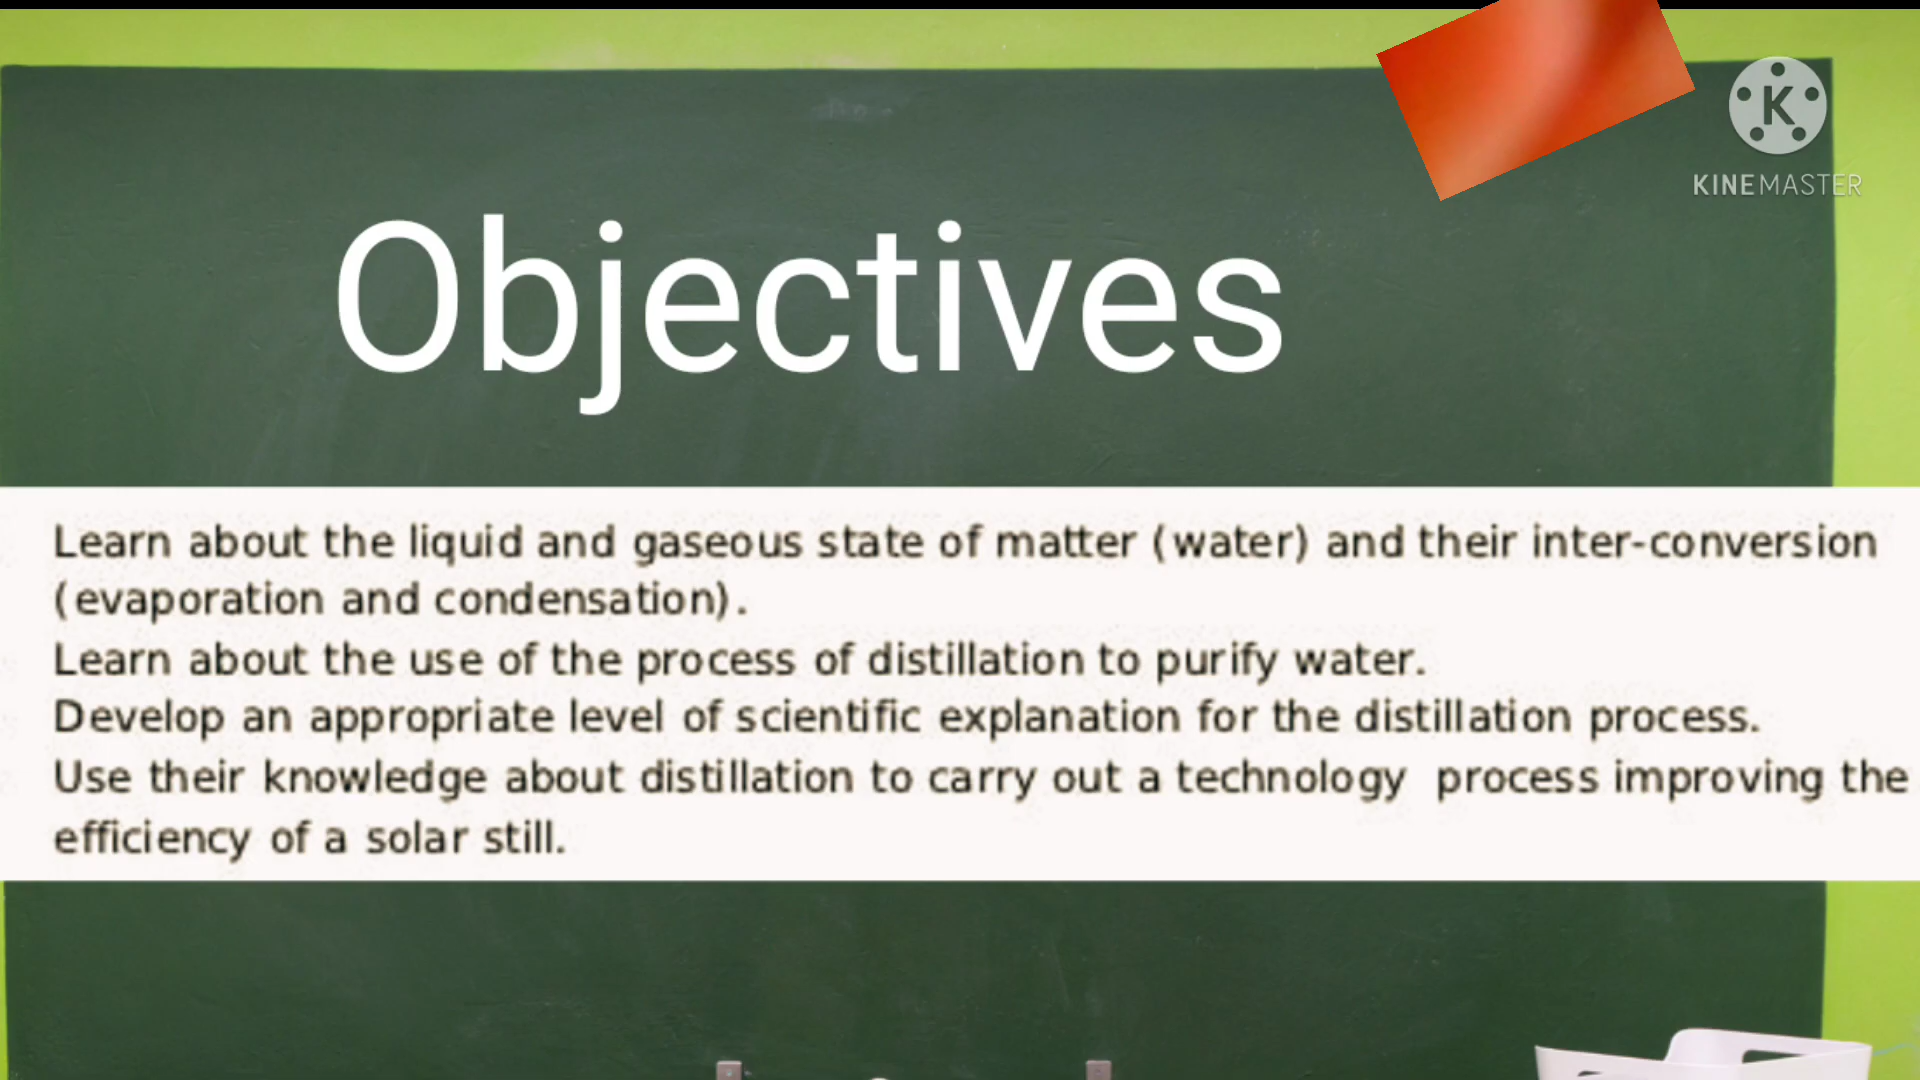 K
KINEMASTER
Objectives
Learn about the liquid and gaseous state of matter (water) and their inter-conversion
(evaporation and condensation).
Learn about the use of the process of distillation to purify water.
Develop an appropriate level of scientific explanation for the distillation process.
Use their knowledge about distillation to carry out a technology process improving the
efficiency of a solar still.